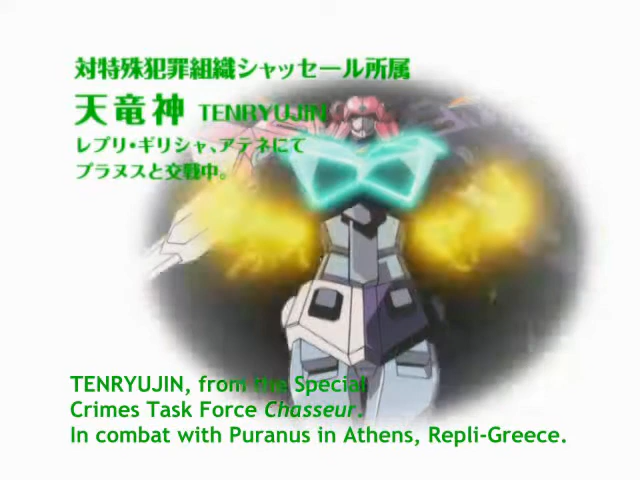 対特殊犯罪組織シャッセール所属
天竜神 TENRYUJIN
レプリ・ギリシャ、アテネにて
プラヌスと交戦中。
TENRYUJIN, from the Special
Crimes Task Force Chasseur.
In combat with Puranus in Athens, Repli-Greece.